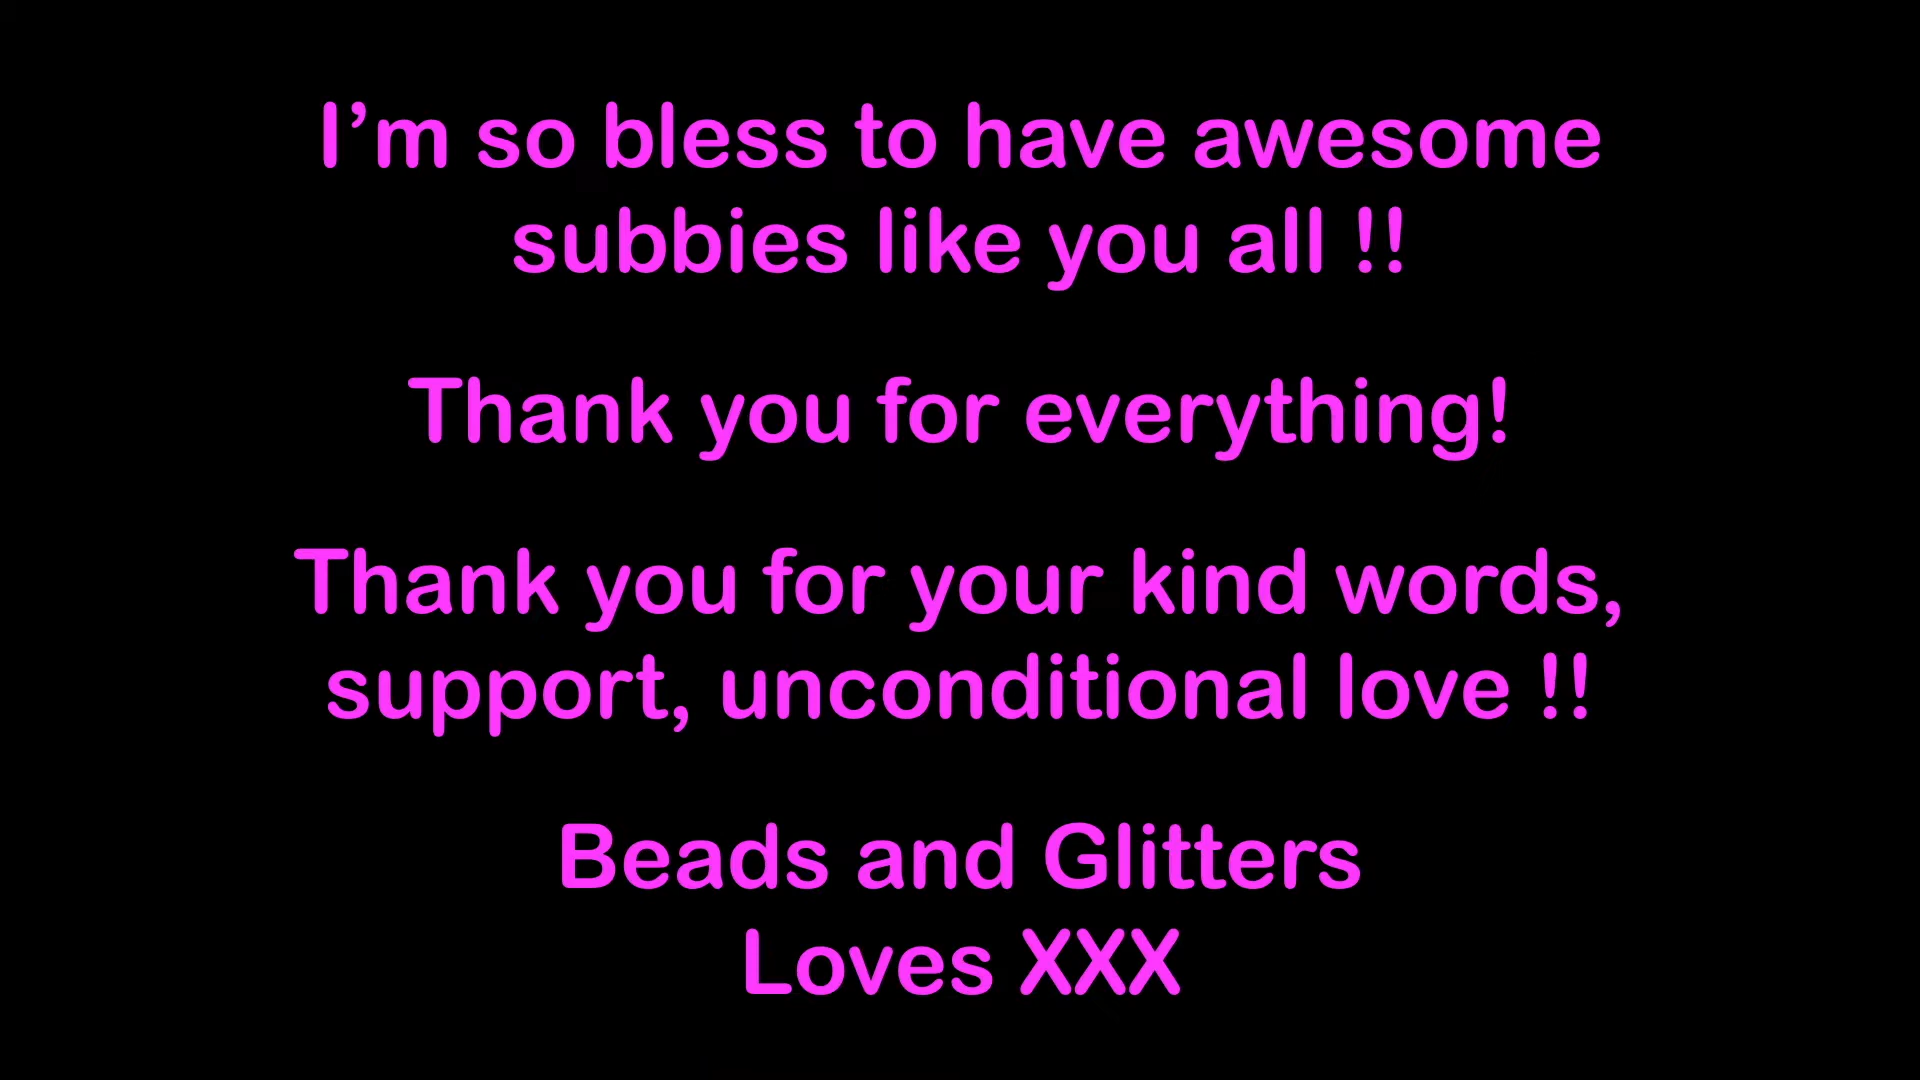 I’m so bless to have awesome
subbies like you all !!
Thank you for everything!
Thank you for your kind words,
support, unconditional love !!
Beads and Glitters
Loves XXX